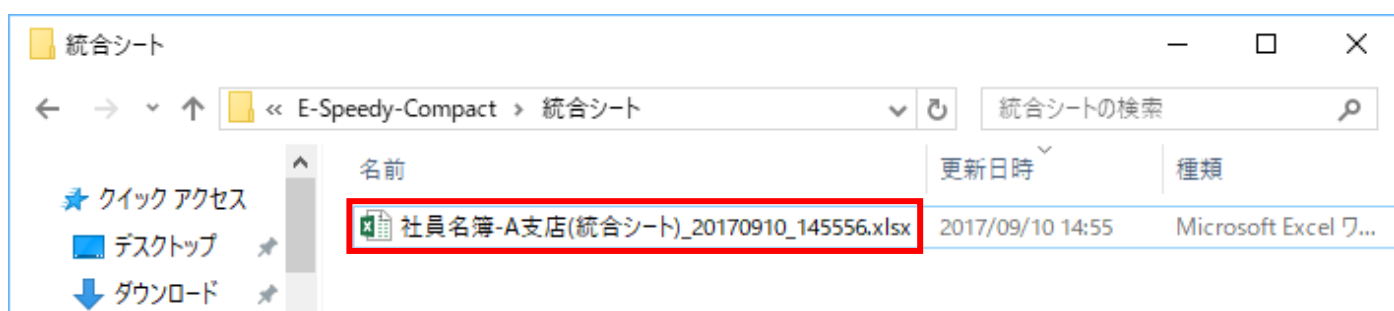 統合シート
« E-Speedy-Compact › 統合シート
統合シートの検索
名前 更新日時 種類
クイック アクセス
社員名簿-A支店(統合シート)_20170910_145556.xlsx 2017/09/10 14:55 Microsoft Excel ワ...
デスクトップ
ダウンロード